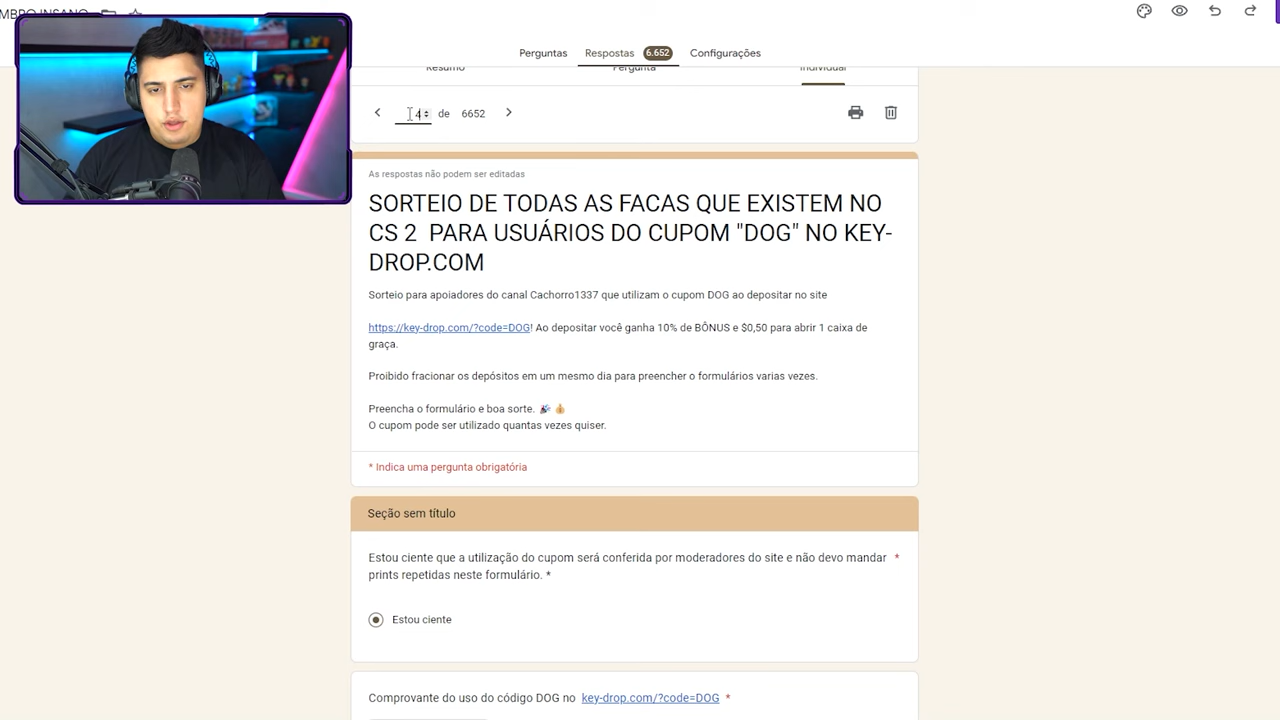 MBRO INSANO
Perguntas Respostas 6.652 Configurações
Resumo Pergunta Individual
4 de 6652
As respostas não podem ser editadas
SORTEIO DE TODAS AS FACAS QUE EXISTEM NO
CS 2 PARA USUÁRIOS DO CUPOM "DOG" NO KEY-
DROP.COM
Sorteio para apoiadores do canal Cachorro1337 que utilizam o cupom DOG ao depositar no site
https://key-drop.com/?code=DOG! Ao depositar você ganha 10% de BÔNUS e $0,50 para abrir 1 caixa de
graça.
Proibido fracionar os depósitos em um mesmo dia para preencher o formulários varias vezes.
Preencha o formulário e boa sorte. 🎉 💰
O cupom pode ser utilizado quantas vezes quiser.
* Indica uma pergunta obrigatória
Seção sem título
Estou ciente que a utilização do cupom será conferida por moderadores do site e não devo mandar *
prints repetidas neste formulário. *
Estou ciente
Comprovante do uso do código DOG no key-drop.com/?code=DOG *